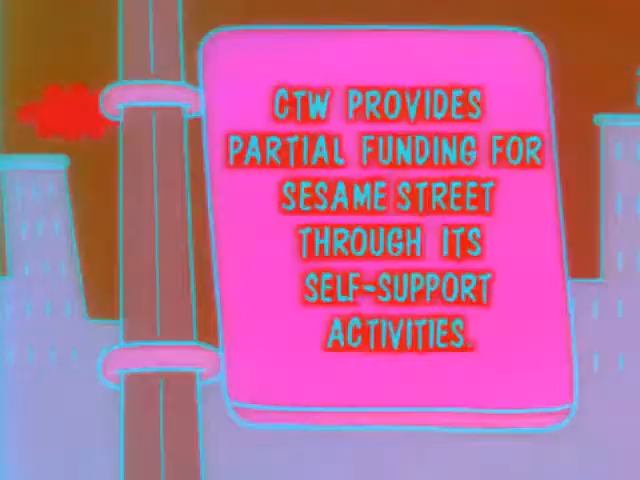 CTW PROVIDES
PARTIAL FUNDING FOR
SESAME STREET
THROUGH ITS
SELF-SUPPORT
ACTIVITIES.